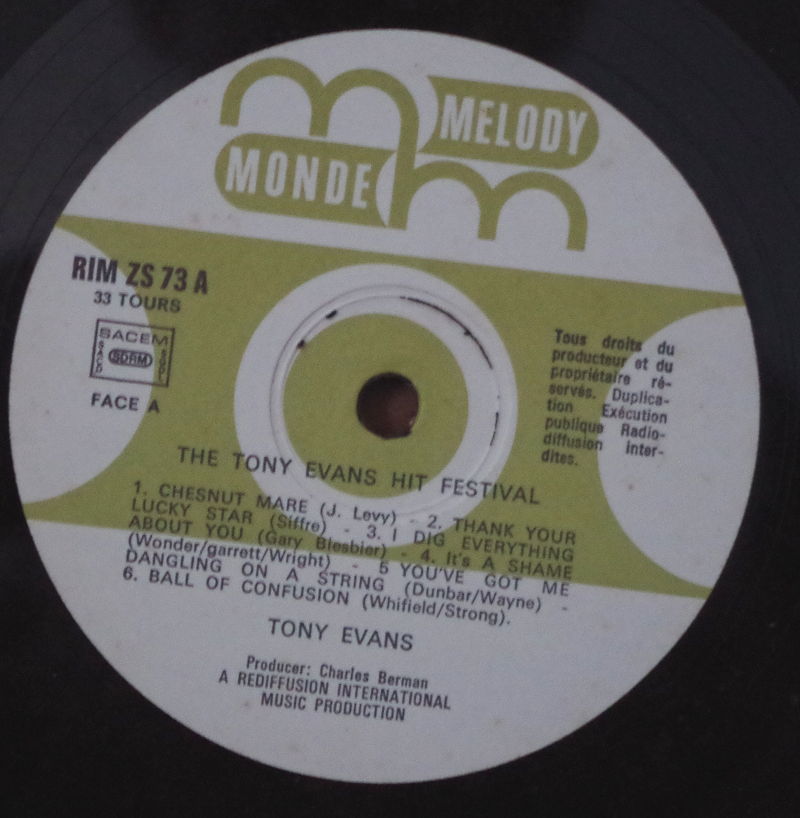 MELODY
MONDE
RIM ZS 73 A
33 TOURS
SACEM
SACD SDRM SGDL
FACE A
Tous droits du
producteur et du
propriétaire ré-
servés. Duplica-
tion Exécution
publique Radio-
diffusion inter-
dites.
THE TONY EVANS HIT FESTIVAL
1. CHESNUT MARE (J. Levy) - 2. THANK YOUR
LUCKY STAR (Siffre) - 3. I DIG EVERYTHING
ABOUT YOU (Gary Blesbier) - 4. It's A SHAME
(Wonder/garrett/Wright) - 5 YOU'VE GOT ME
DANGLING ON A STRING (Dunbar/Wayne) -
6. BALL OF CONFUSION (Whifield/Strong).
TONY EVANS
Producer: Charles Berman
A REDIFFUSION INTERNATIONAL
MUSIC PRODUCTION